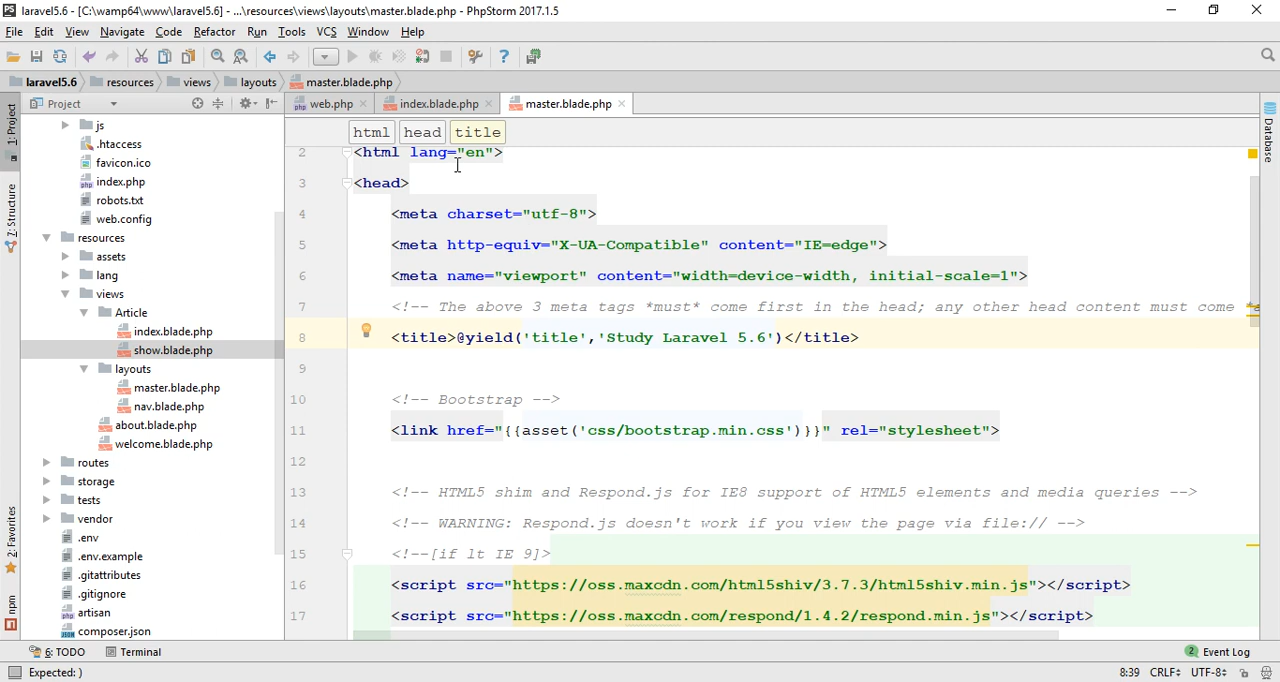 laravel5.6 - [C:\wamp64\www\laravel5.6] - ...\resources\views\layouts\master.blade.php - PhpStorm 2017.1.5
File Edit View Navigate Code Refactor Run Tools VCS Window Help
laravel5.6 resources views layouts master.blade.php
Project web.php index.blade.php master.blade.php
html head title
1: Project
7: Structure
2: Favorites
npm
Database
js
.htaccess
favicon.ico
index.php
robots.txt
web.config
resources
assets
lang
views
Article
index.blade.php
show.blade.php
layouts
master.blade.php
nav.blade.php
about.blade.php
welcome.blade.php
routes
storage
tests
vendor
.env
.env.example
.gitattributes
.gitignore
artisan
composer.json
2 <html lang="en">
3 <head>
4 <meta charset="utf-8">
5 <meta http-equiv="X-UA-Compatible" content="IE=edge">
6 <meta name="viewport" content="width=device-width, initial-scale=1">
7 <!-- The above 3 meta tags *must* come first in the head; any other head content must come
8 <title>@yield('title','Study Laravel 5.6')</title>
9
10 <!-- Bootstrap -->
11 <link href="{{asset('css/bootstrap.min.css')}}" rel="stylesheet">
12
13 <!-- HTML5 shim and Respond.js for IE8 support of HTML5 elements and media queries -->
14 <!-- WARNING: Respond.js doesn't work if you view the page via file:// -->
15 <!--[if lt IE 9]>
16 <script src="https://oss.maxcdn.com/html5shiv/3.7.3/html5shiv.min.js"></script>
17 <script src="https://oss.maxcdn.com/respond/1.4.2/respond.min.js"></script>
6: TODO Terminal 2 Event Log
Expected: ) 8:39 CRLF UTF-8